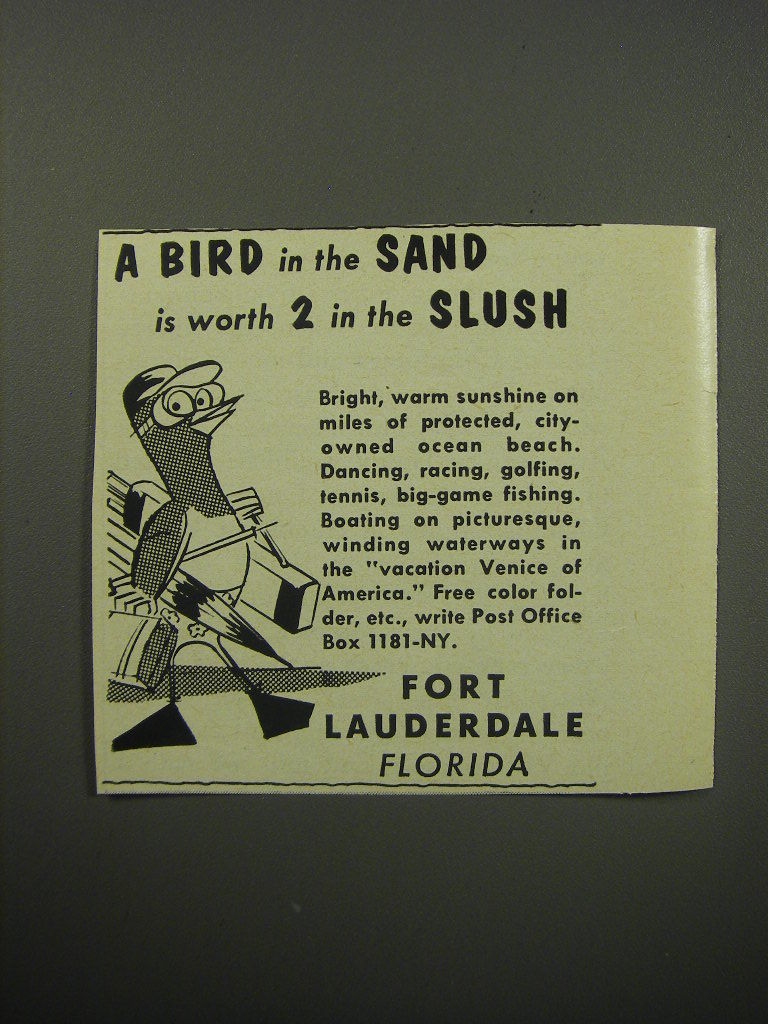 A BIRD in the SAND
is worth 2 in the SLUSH
Bright, warm sunshine on
miles of protected, city-
owned ocean beach.
Dancing, racing, golfing,
tennis, big-game fishing.
Boating on picturesque,
winding waterways in
the "vacation Venice of
America." Free color fol-
der, etc., write Post Office
Box 1181-NY.
FORT
LAUDERDALE
FLORIDA